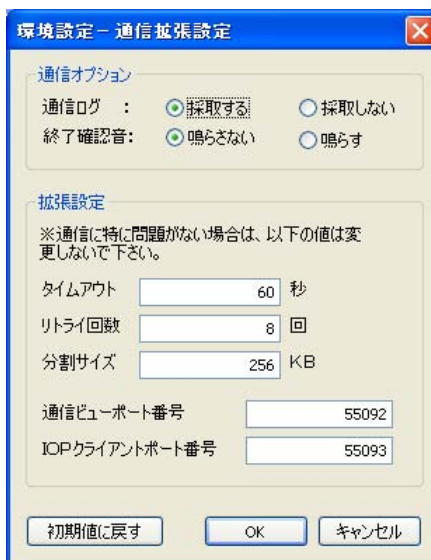 環境設定－通信拡張設定
通信オプション
通信ログ : 採取する 採取しない
終了確認音: 鳴らさない 鳴らす
拡張設定
※通信に特に問題がない場合は、以下の値は変
更しないで下さい。
タイムアウト 60 秒
リトライ回数 8 回
分割サイズ 256 KB
通信ビューポート番号 55092
IOPクライアントポート番号 55093
初期値に戻す OK キャンセル